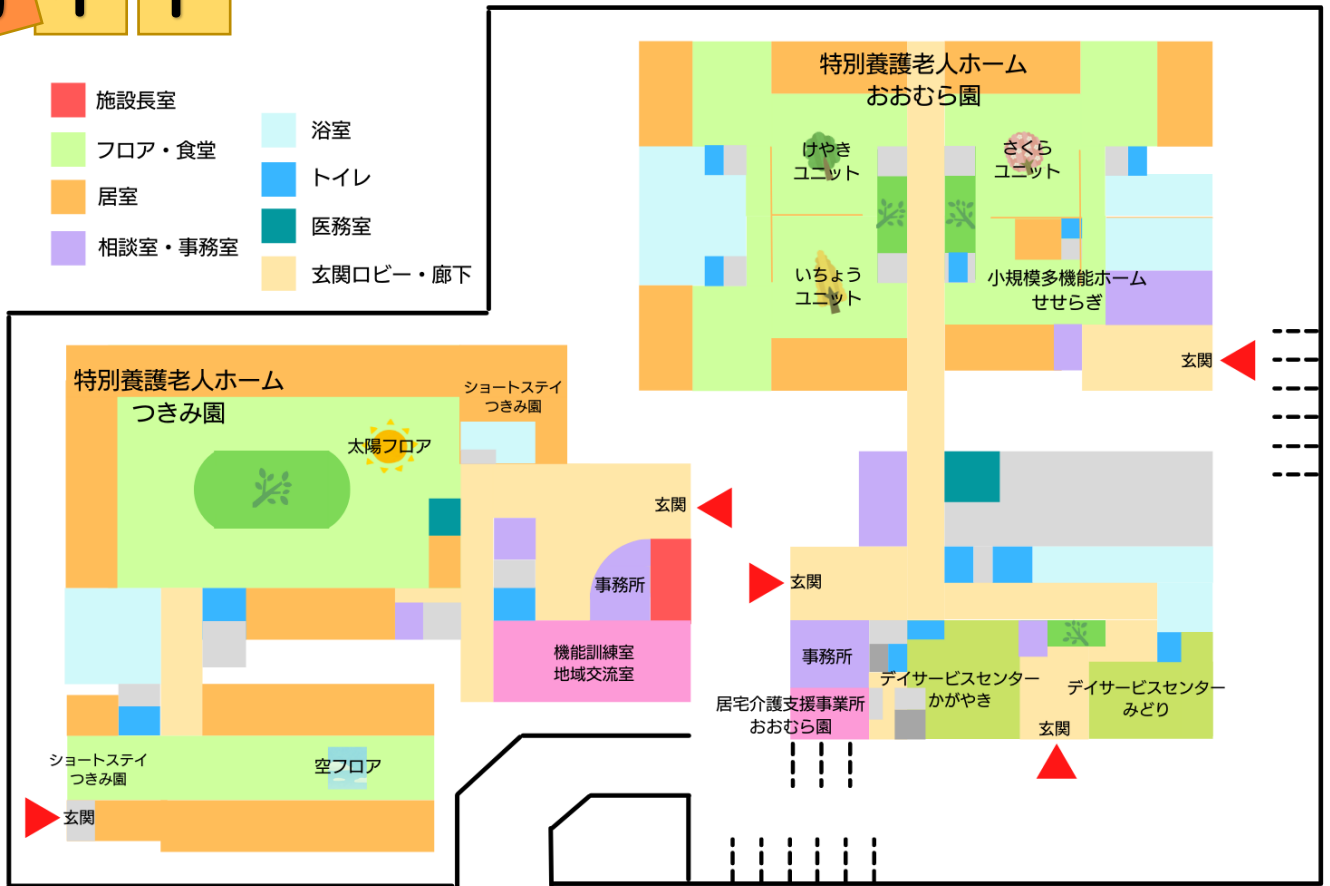 施設長室
フロア・食堂
居室
相談室・事務室
浴室
トイレ
医務室
玄関ロビー・廊下
特別養護老人ホーム
おおむら園
けやき
ユニット
さくら
ユニット
いちょう
ユニット
小規模多機能ホーム
せせらぎ
玄関
特別養護老人ホーム
つきみ園
ショートステイ
つきみ園
太陽フロア
玄関
事務所
機能訓練室
地域交流室
ショートステイ
つきみ園
空フロア
玄関
玄関
事務所
居宅介護支援事業所
おおむら園
デイサービスセンター
かがやき
デイサービスセンター
みどり
玄関